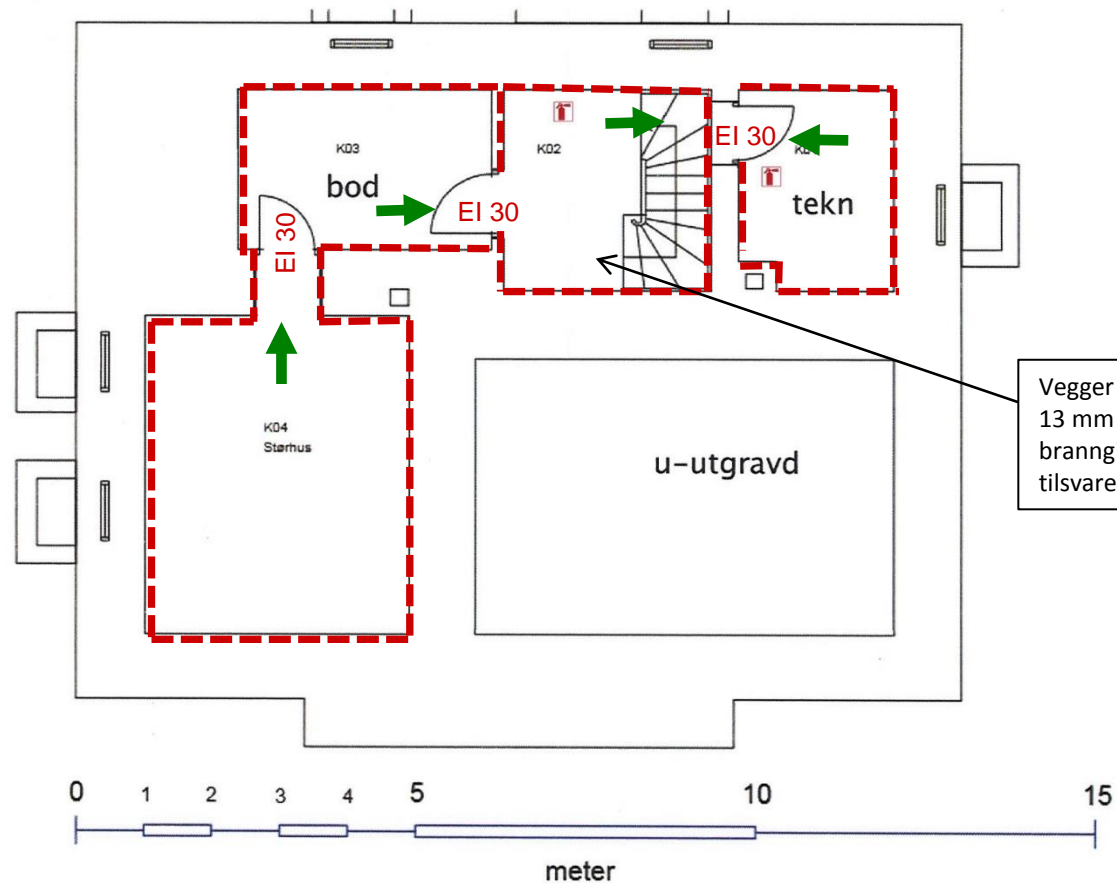 K03
bod
EI 30
EI 30
K02
EI 30
tekn
K04
Størhus
u-utgravd
Vegger
13 mm
branng
tilsvare
0
1
2
3
4
5
10
15
meter